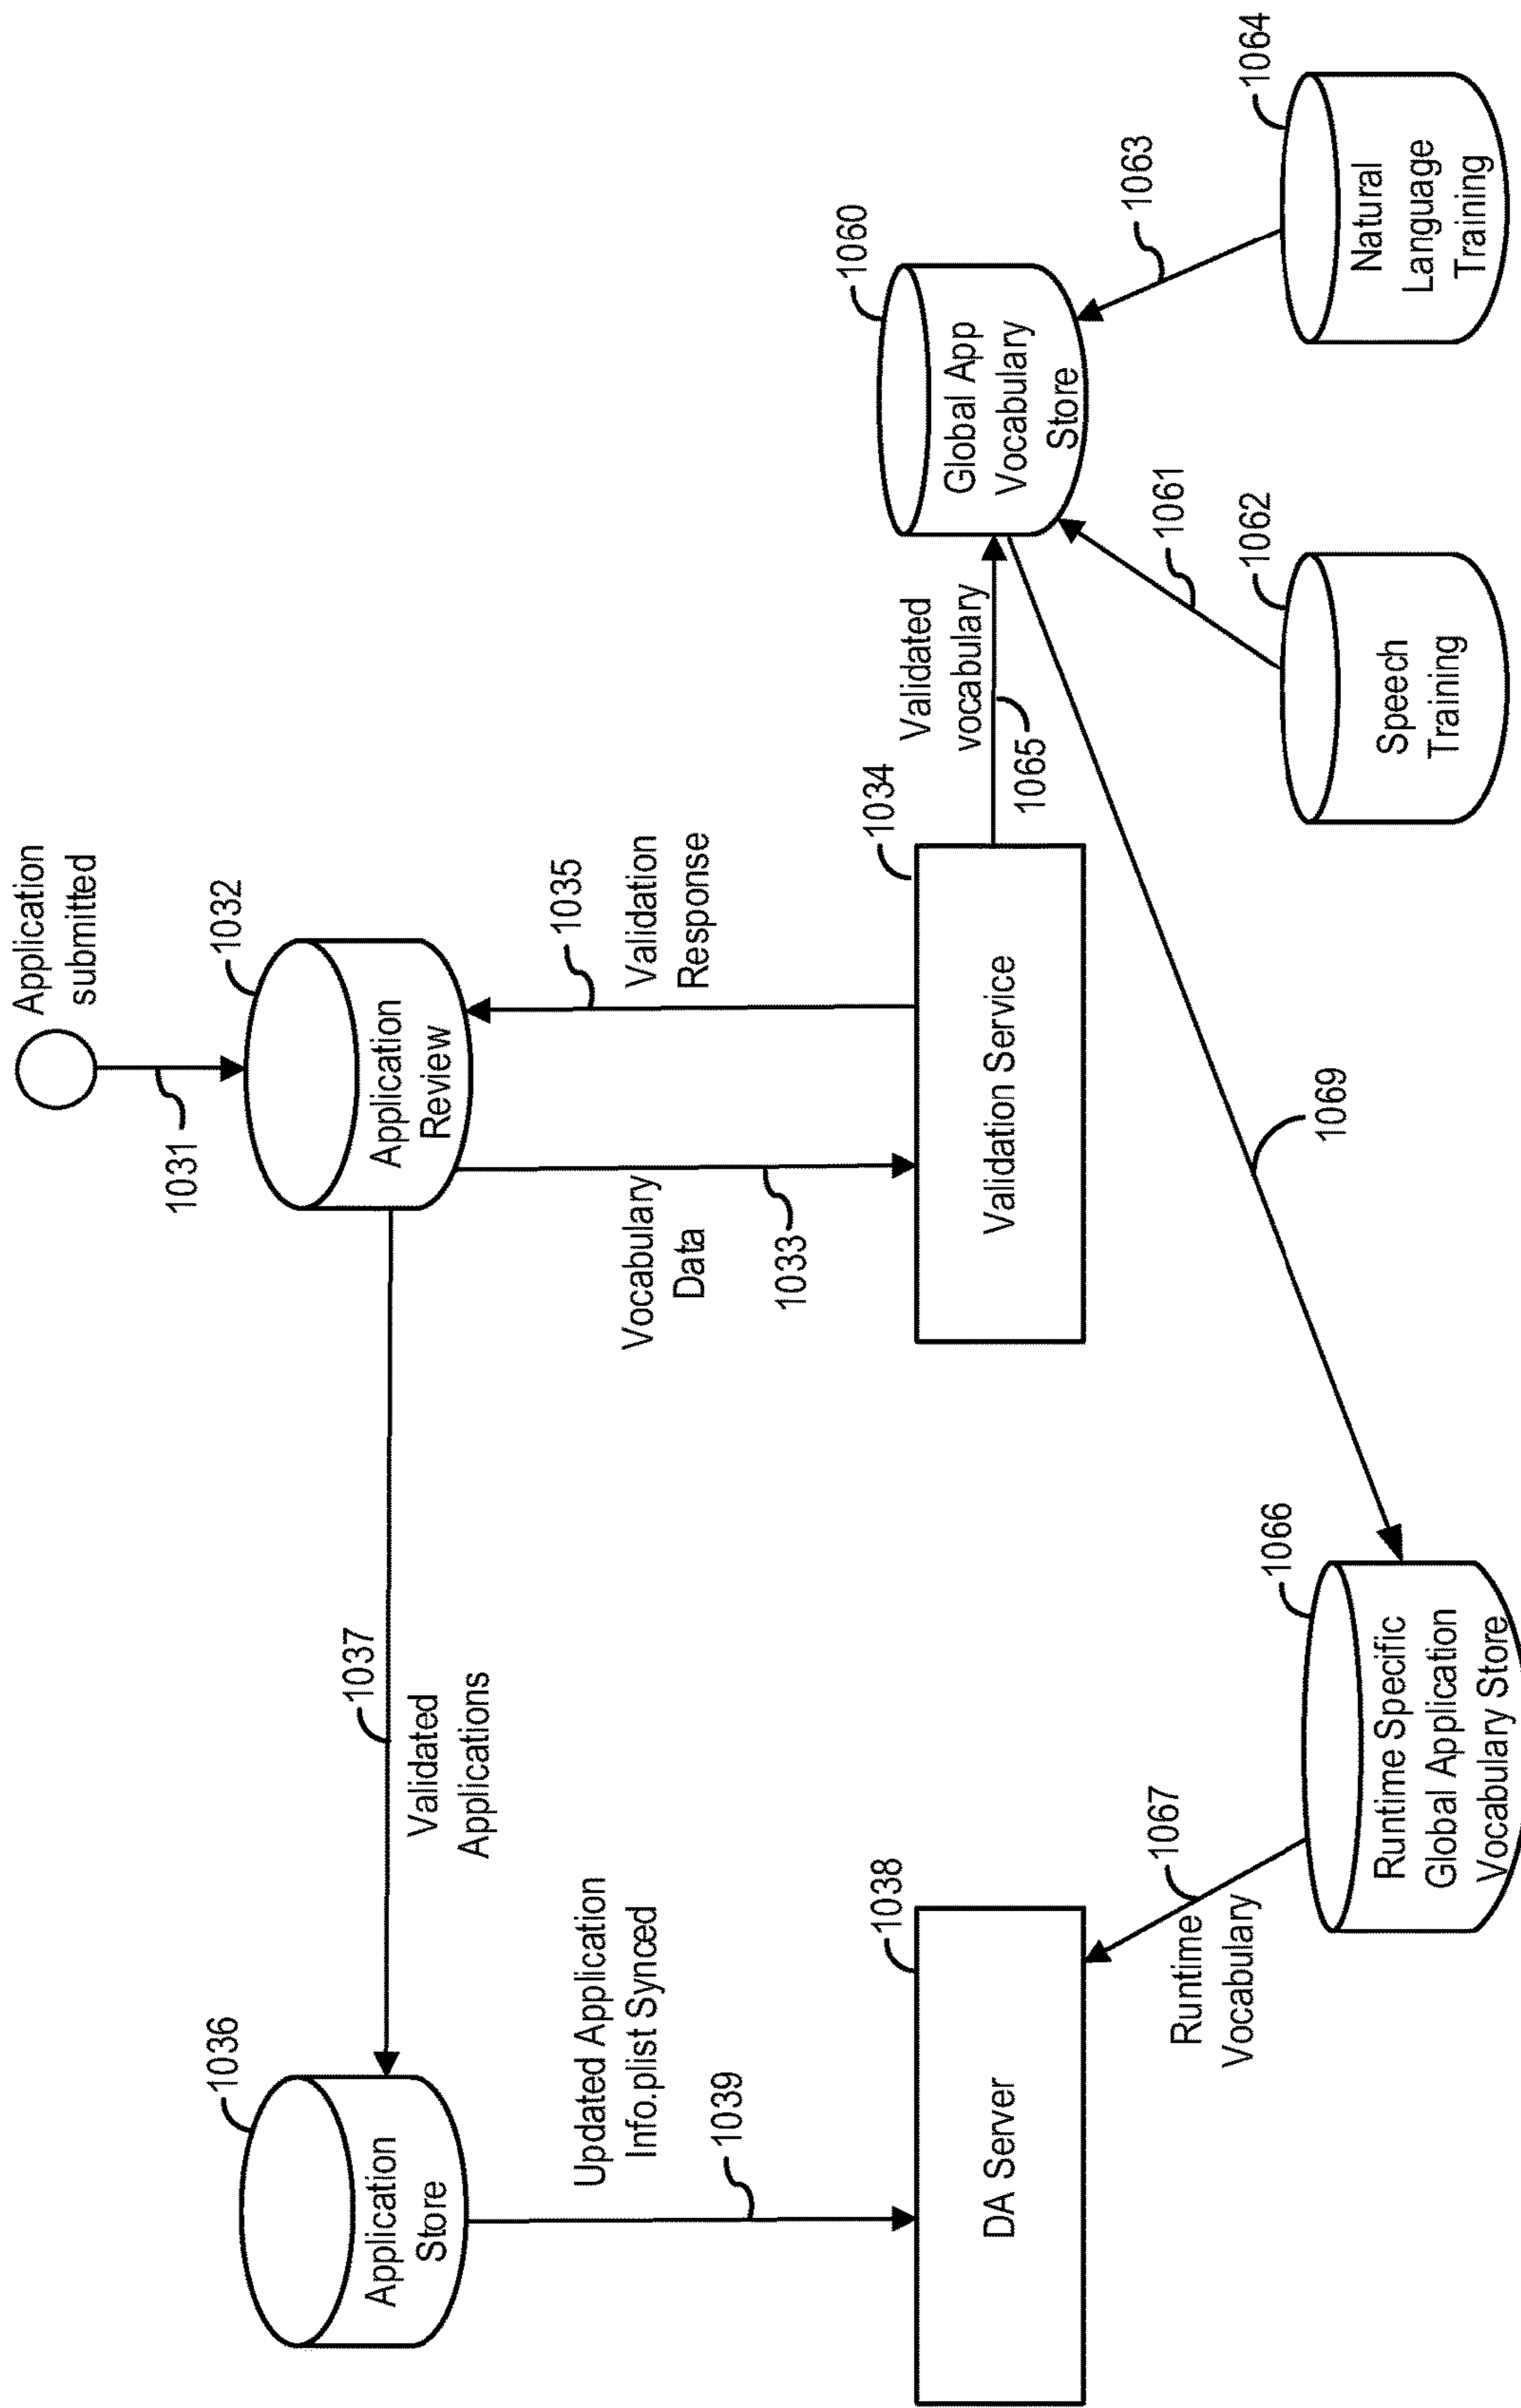 Application
submitted
1031
1032
Application
Review
1037
Validated
Applications
1036
Application
Store
Vocabulary
Data
1033
1035
Validation
Response
Updated Application
Info.plist Synced
1039
1038
DA Server
1034
Validation Service
Validated
vocabulary
1065
1060
Global App
Vocabulary
Store
1067
Runtime
Vocabulary
1066
Runtime Specific
Global Application
Vocabulary Store
1069
1061
1062
Speech
Training
1063
1064
Natural
Language
Training